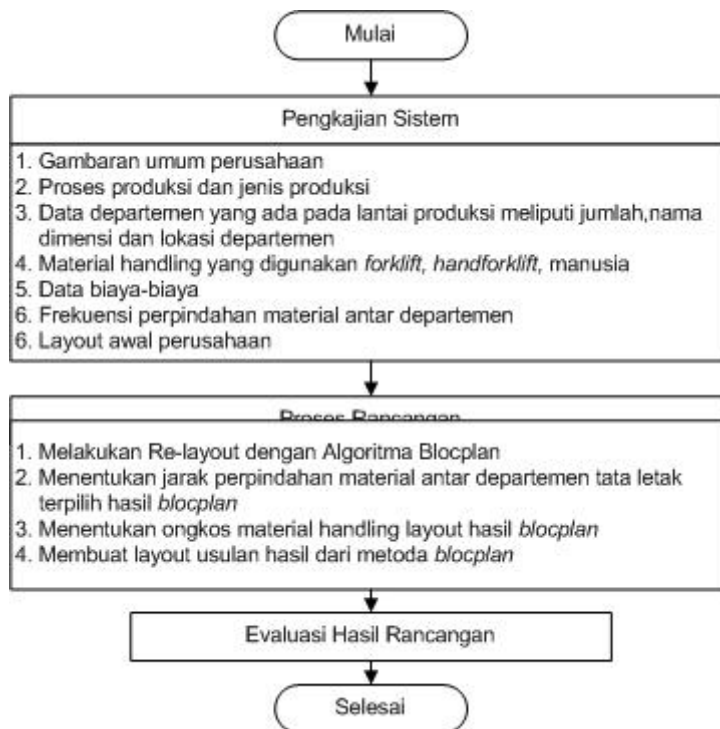 Mulai
Pengkajian Sistem
1. Gambaran umum perusahaan
2. Proses produksi dan jenis produksi
3. Data departemen yang ada pada lantai produksi meliputi jumlah,nama
dimensi dan lokasi departemen
4. Material handling yang digunakan forklift, handforklift, manusia
5. Data biaya-biaya
6. Frekuensi perpindahan material antar departemen
6. Layout awal perusahaan
Proses Rancangan
1. Melakukan Re-layout dengan Algoritma Blocplan
2. Menentukan jarak perpindahan material antar departemen tata letak
terpilih hasil blocplan
3. Menentukan ongkos material handling layout hasil blocplan
4. Membuat layout usulan hasil dari metoda blocplan
Evaluasi Hasil Rancangan
Selesai